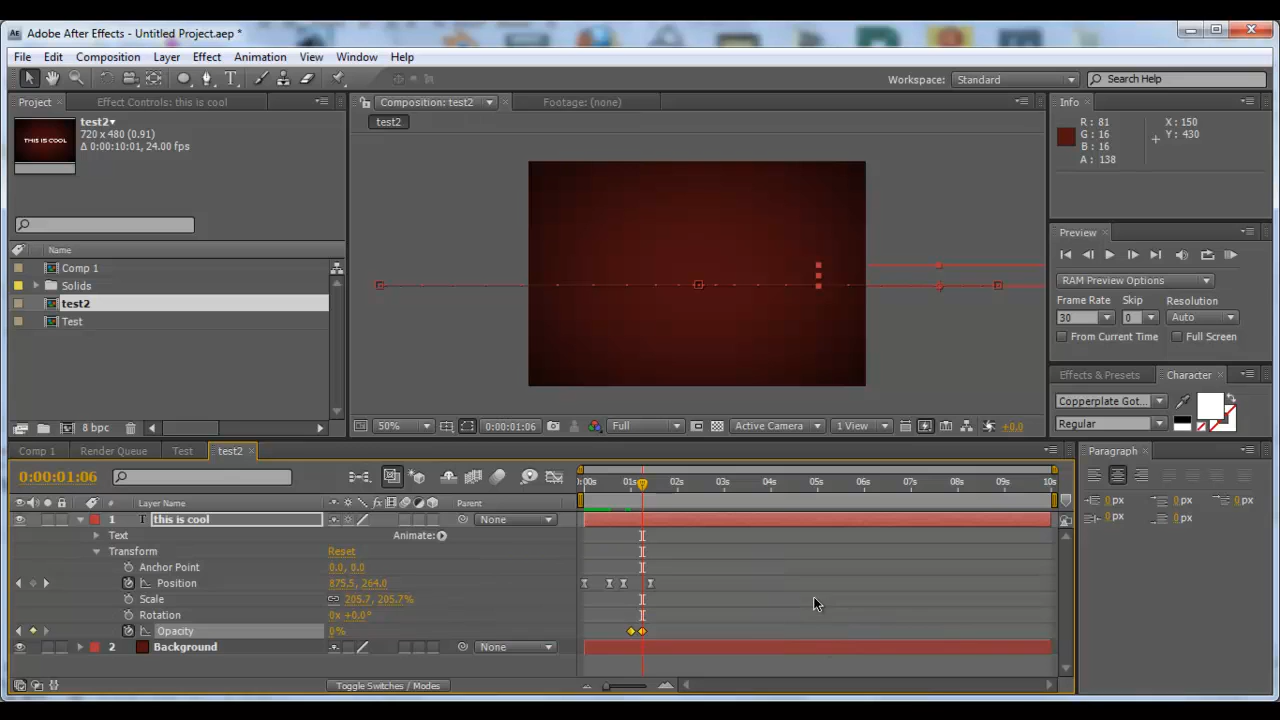 Adobe After Effects - Untitled Project.aep *
File Edit Composition Layer Effect Animation View Window Help
Workspace: Standard Search Help
Project Effect Controls: this is cool Composition: test2 Footage: (none) Info
test2
720 x 480 (0.91)
Δ 0:00:10:01, 24.00 fps
THIS IS COOL
test2
R: 81
G: 16
B: 16
A: 138
X: 150
Y: 430
Name
Comp 1
Solids
test2
Test
8 bpc
50% 0:00:01:06 Full Active Camera 1 View +0.0
Preview
RAM Preview Options
Frame Rate Skip Resolution
30 0 Auto
From Current Time Full Screen
Effects & Presets Character
Copperplate Got...
Regular
Comp 1 Render Queue Test test2
0:00:01:06
Layer Name Parent
0:00s 01s 02s 03s 04s 05s 06s 07s 08s 09s 10s
1 T this is cool None
Text Animate:
Transform Reset
Anchor Point 0.0, 0.0
Position 875.5, 264.0
Scale 205.7, 205.7%
Rotation 0x +0.0°
Opacity 0%
2 Background None
Toggle Switches / Modes
Paragraph
0 px 0 px 0 px
0 px 0 px